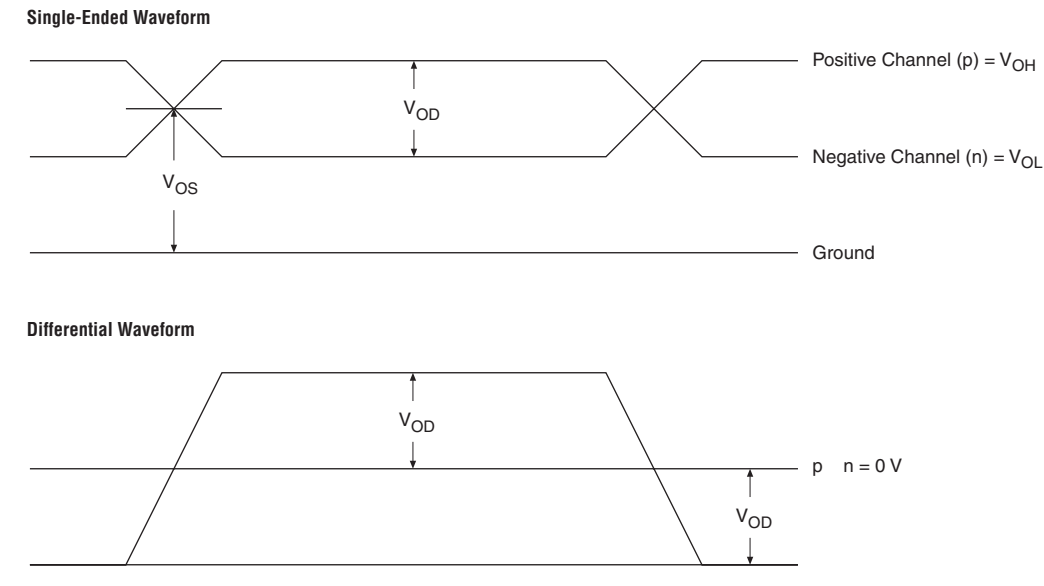 Single-Ended Waveform
Positive Channel (p) = VOH
VOD
Negative Channel (n) = VOL
VOS
Ground
Differential Waveform
VOD
p n = 0 V
VOD